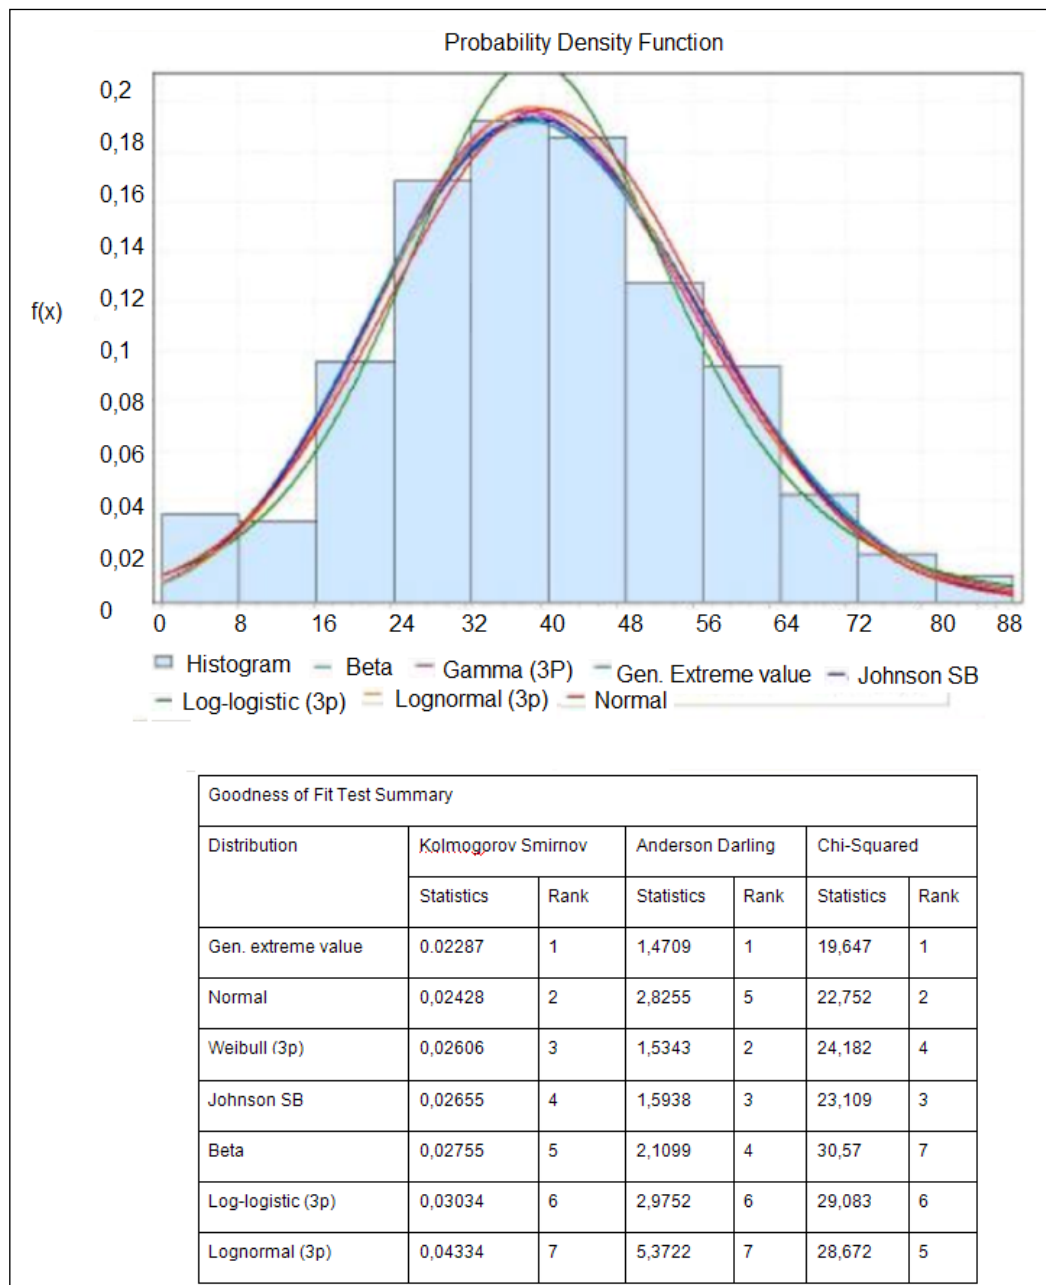 Probability Density Function
0,2
0,18
0,16
0,14
0,12
0,1
0,08
0,06
0,04
0,02
0
f(x)
0 8 16 24 32 40 48 56 64 72 80 88
Histogram Beta Gamma (3P) Gen. Extreme value Johnson SB
Log-logistic (3p) Lognormal (3p) Normal
Goodness of Fit Test Summary
Distribution Kolmogorov Smirnov Anderson Darling Chi-Squared
Statistics Rank Statistics Rank Statistics Rank
Gen. extreme value 0.02287 1 1,4709 1 19,647 1
Normal 0,02428 2 2,8255 5 22,752 2
Weibull (3p) 0,02606 3 1,5343 2 24,182 4
Johnson SB 0,02655 4 1,5938 3 23,109 3
Beta 0,02755 5 2,1099 4 30,57 7
Log-logistic (3p) 0,03034 6 2,9752 6 29,083 6
Lognormal (3p) 0,04334 7 5,3722 7 28,672 5